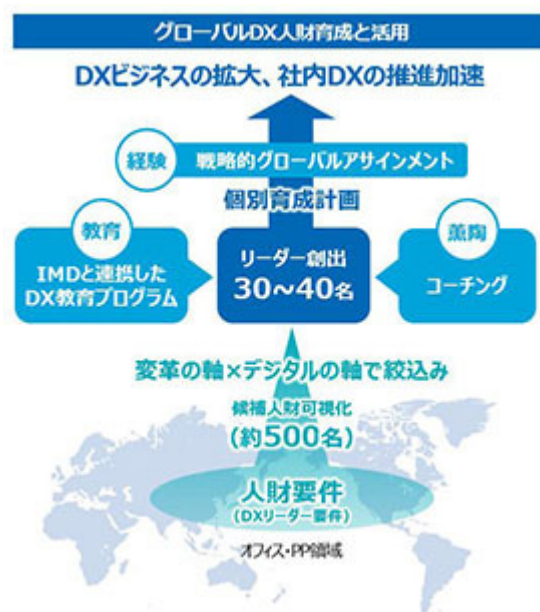 グローバルDX人財育成と活用
DXビジネスの拡大、社内DXの推進加速
経験
戦略的グローバルアサインメント
個別育成計画
教育
IMDと連携した
DX教育プログラム
リーダー創出
30～40名
薫陶
コーチング
変革の軸×デジタルの軸で絞込み
候補人財可視化
(約500名)
人財要件
(DXリーダー要件)
オフィス・PP領域